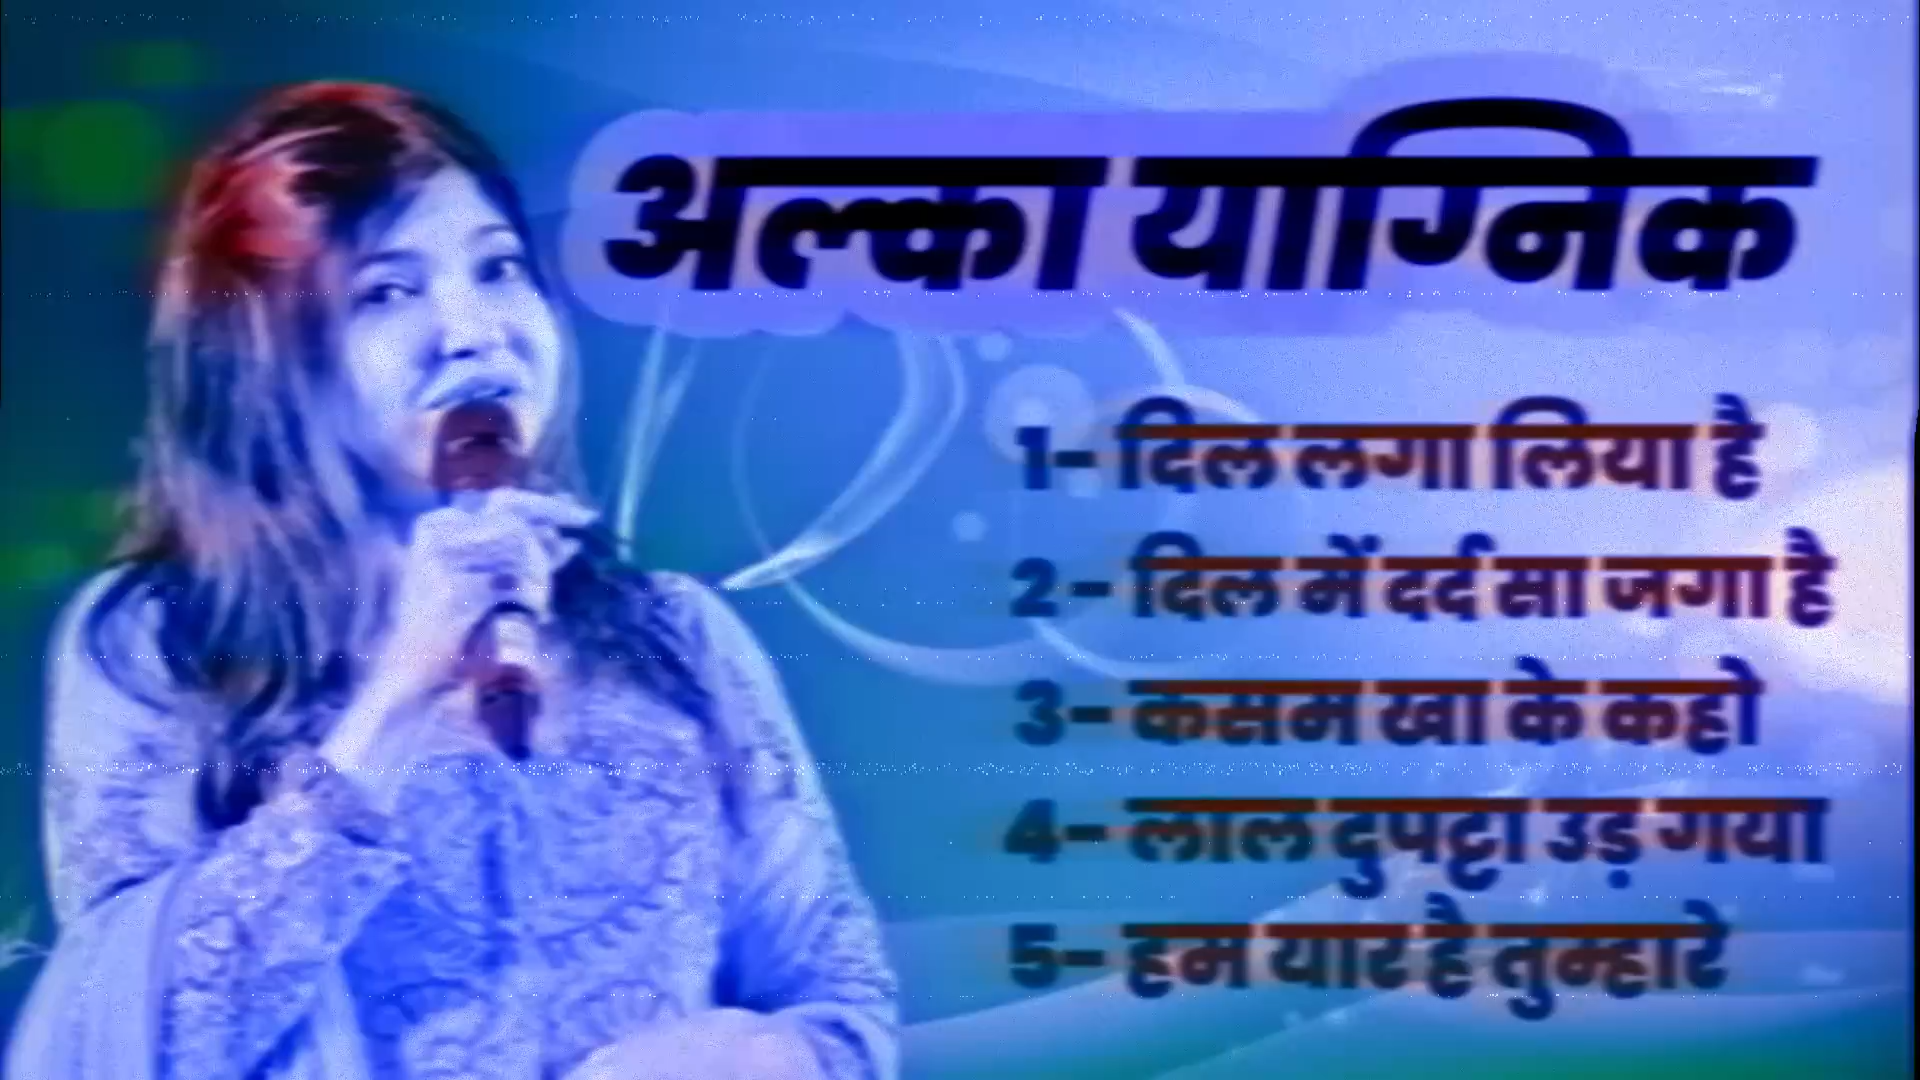 अल्का याग्निक
1- दिल लगा लिया है
2- दिल में दर्द सा जगा है
3- कसम खा के कहो
4- लाल दुपट्टा उड़ गया
5- हम यार है तुम्हारे